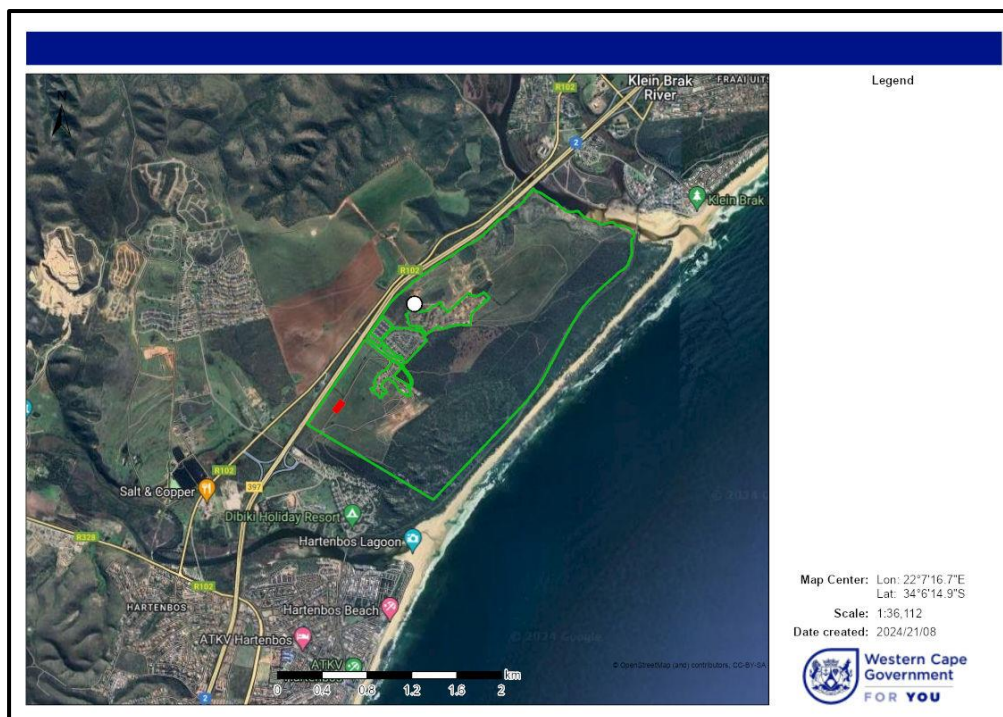 Legend
N
R102
Klein Brak
River
FRAAI UIT
2
Klein Brak
R102
R102
Salt & Copper
397
Dibiki Holiday Resort
Hartenbos Lagoon
R328
R102
HARTENBOS
Hartenbos Beach
ATKV Hartenbos
ATKV
© 2024 Google
2
km
0 0.4 0.8 1.2 1.6 2
© OpenStreetMap (and) contributors, CC-BY-SA
Map Center: Lon: 22°7'16.7"E
Lat: 34°6'14.9"S
Scale: 1:36,112
Date created: 2024/21/08
Western Cape
Government
FOR YOU